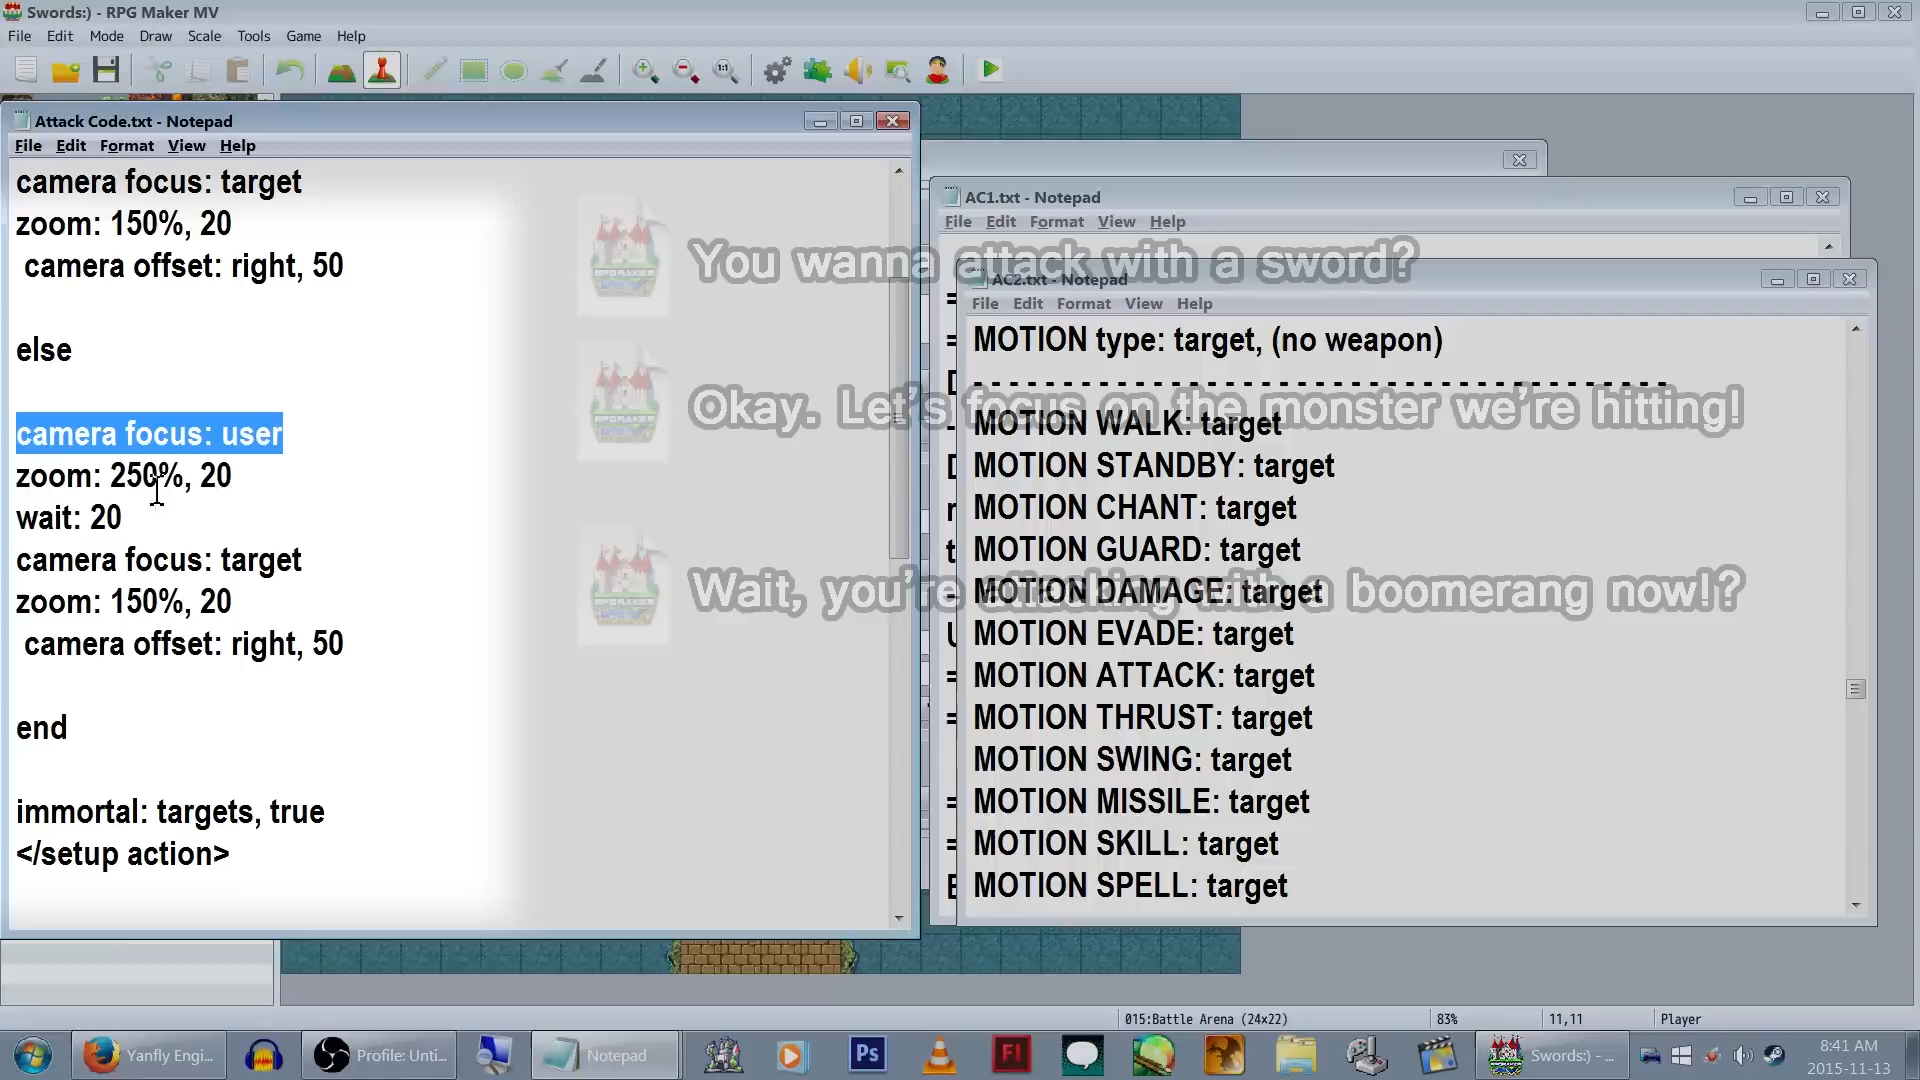 Swords:) - RPG Maker MV
File Edit Mode Draw Scale Tools Game Help
1:1
Attack Code.txt - Notepad
File Edit Format View Help
camera focus: target
zoom: 150%, 20
camera offset: right, 50
else
camera focus: user
zoom: 250%, 20
wait: 20
camera focus: target
zoom: 150%, 20
camera offset: right, 50
end
immortal: targets, true
</setup action>
You wanna attack with a sword?
Okay. Let's focus on the monster we're hitting!
Wait, you're attacking with a boomerang now!?
AC1.txt - Notepad
File Edit Format View Help
AC2.txt - Notepad
File Edit Format View Help
MOTION type: target, (no weapon)
- - - - - - - - - - - - - - - - - - - - - - - - - - - - - - - - - - - - - - -
MOTION WALK: target
MOTION STANDBY: target
MOTION CHANT: target
MOTION GUARD: target
MOTION DAMAGE: target
MOTION EVADE: target
MOTION ATTACK: target
MOTION THRUST: target
MOTION SWING: target
MOTION MISSILE: target
MOTION SKILL: target
MOTION SPELL: target
015:Battle Arena (24x22) 83% 11,11 Player
Yanfly Engi... Profile: Unti... Notepad Ps Fl Swords:) - ... 8:41 AM
2015-11-13